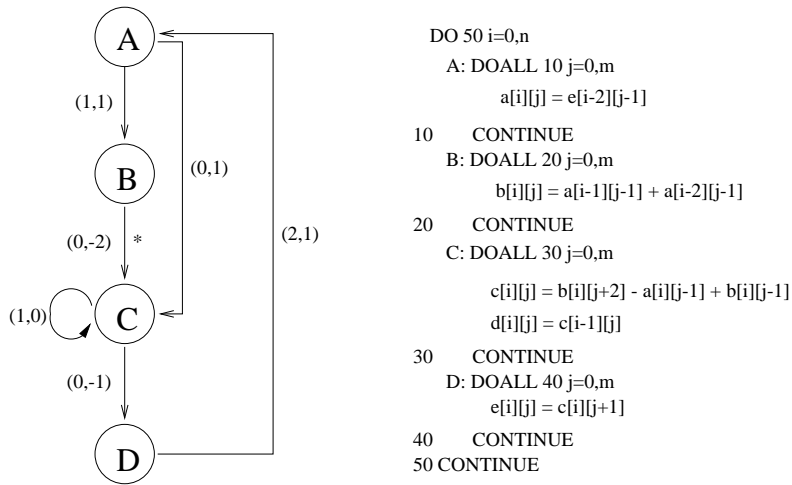 A
(1,1)
B
(0,1)
(0,-2) *
(2,1)
(1,0)
C
(0,-1)
D
DO 50 i=0,n
A: DOALL 10 j=0,m
a[i][j] = e[i-2][j-1]
10 CONTINUE
B: DOALL 20 j=0,m
b[i][j] = a[i-1][j-1] + a[i-2][j-1]
20 CONTINUE
C: DOALL 30 j=0,m
c[i][j] = b[i][j+2] - a[i][j-1] + b[i][j-1]
d[i][j] = c[i-1][j]
30 CONTINUE
D: DOALL 40 j=0,m
e[i][j] = c[i][j+1]
40 CONTINUE
50 CONTINUE